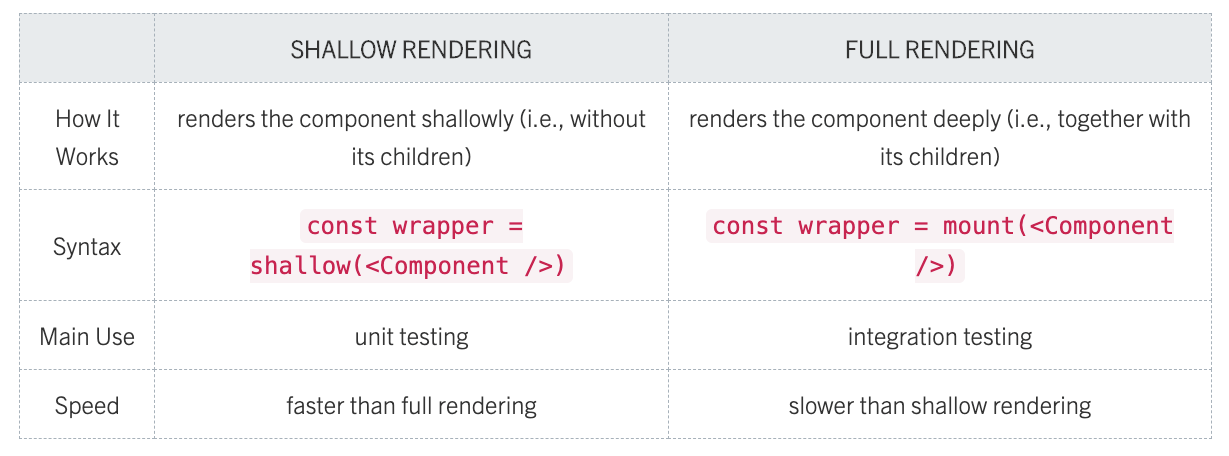 SHALLOW RENDERING
FULL RENDERING
How It
Works
renders the component shallowly (i.e., without
its children)
renders the component deeply (i.e., together with
its children)
Syntax
const wrapper =
shallow(<Component />)
const wrapper = mount(<Component
/>)
Main Use
unit testing
integration testing
Speed
faster than full rendering
slower than shallow rendering